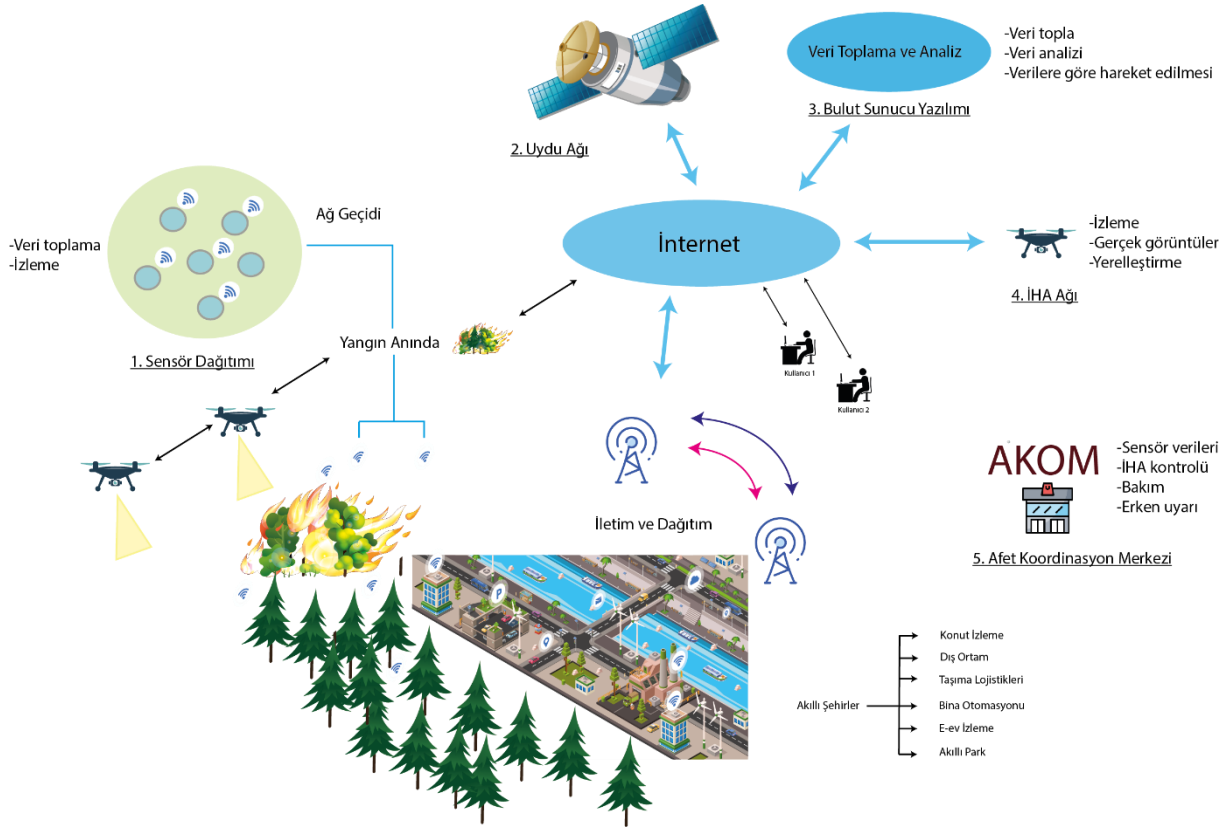 Veri Toplama ve Analiz
-Veri topla
-Veri analizi
-Verilere göre hareket edilmesi
3. Bulut Sunucu Yazılımı
2. Uydu Ağı
Ağ Geçidi
-Veri toplama
-İzleme
1. Sensör Dağıtımı
İnternet
-İzleme
-Gerçek görüntüler
-Yerelleştirme
4. İHA Ağı
Yangın Anında
Kullanıcı 1
Kullanıcı 2
İletim ve Dağıtım
AKOM
-Sensör verileri
-İHA kontrolü
-Bakım
-Erken uyarı
5. Afet Koordinasyon Merkezi
Akıllı Şehirler
Konut İzleme
Dış Ortam
Taşıma Lojistikleri
Bina Otomasyonu
E-ev İzleme
Akıllı Park